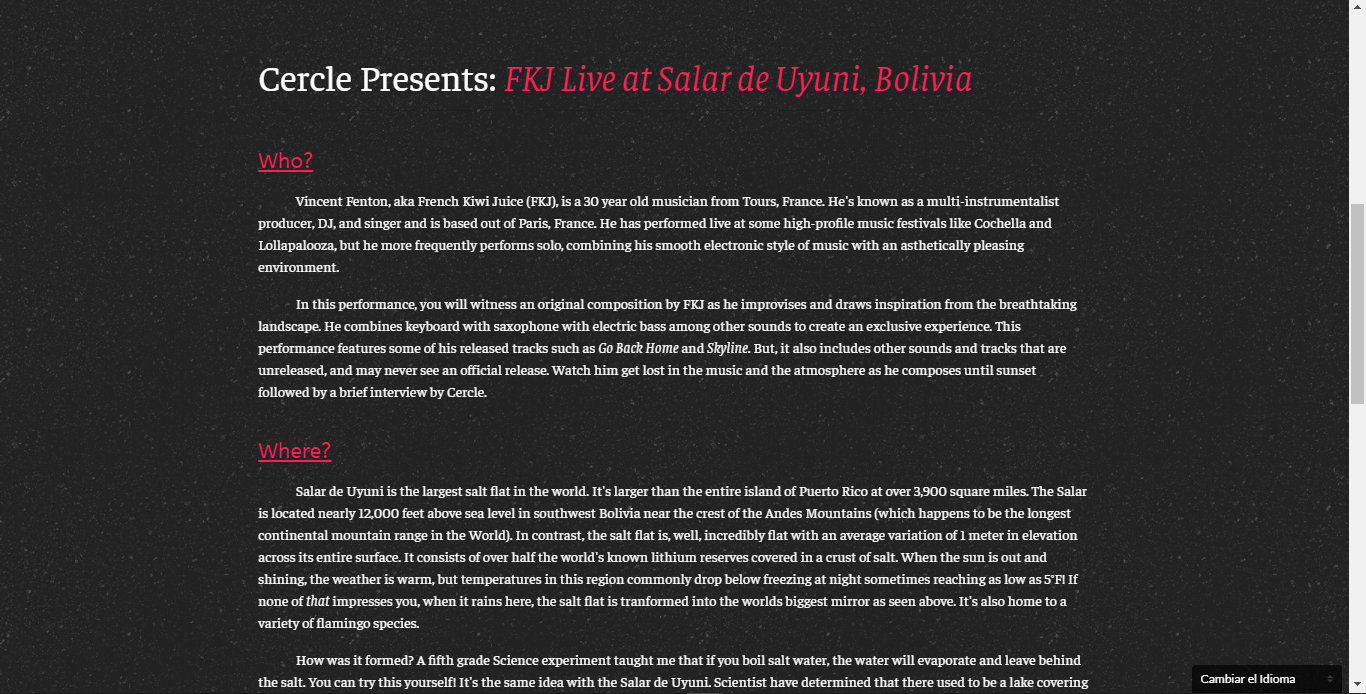 Cercle Presents: FKJ Live at Salar de Uyuni, Bolivia
Who?
Vincent Fenton, aka French Kiwi Juice (FKJ), is a 30 year old musician from Tours, France. He's known as a multi-instrumentalist
producer, DJ, and singer and is based out of Paris, France. He has performed live at some high-profile music festivals like Cochella and
Lollapalooza, but he more frequently performs solo, combining his smooth electronic style of music with an asthetically pleasing
environment.
In this performance, you will witness an original composition by FKJ as he improvises and draws inspiration from the breathtaking
landscape. He combines keyboard with saxophone with electric bass among other sounds to create an exclusive experience. This
performance features some of his released tracks such as Go Back Home and Skyline. But, it also includes other sounds and tracks that are
unreleased, and may never see an official release. Watch him get lost in the music and the atmosphere as he composes until sunset
followed by a brief interview by Cercle.
Where?
Salar de Uyuni is the largest salt flat in the world. It's larger than the entire island of Puerto Rico at over 3,900 square miles. The Salar
is located nearly 12,000 feet above sea level in southwest Bolivia near the crest of the Andes Mountains (which happens to be the longest
continental mountain range in the World). In contrast, the salt flat is, well, incredibly flat with an average variation of 1 meter in elevation
across its entire surface. It consists of over half the world's known lithium reserves covered in a crust of salt. When the sun is out and
shining, the weather is warm, but temperatures in this region commonly drop below freezing at night sometimes reaching as low as 5°F! If
none of that impresses you, when it rains here, the salt flat is tranformed into the worlds biggest mirror as seen above. It's also home to a
variety of flamingo species.
How was it formed? A fifth grade Science experiment taught me that if you boil salt water, the water will evaporate and leave behind
the salt. You can try this yourself! It's the same idea with the Salar de Uyuni. Scientist have determined that there used to be a lake covering
Cambiar el Idioma